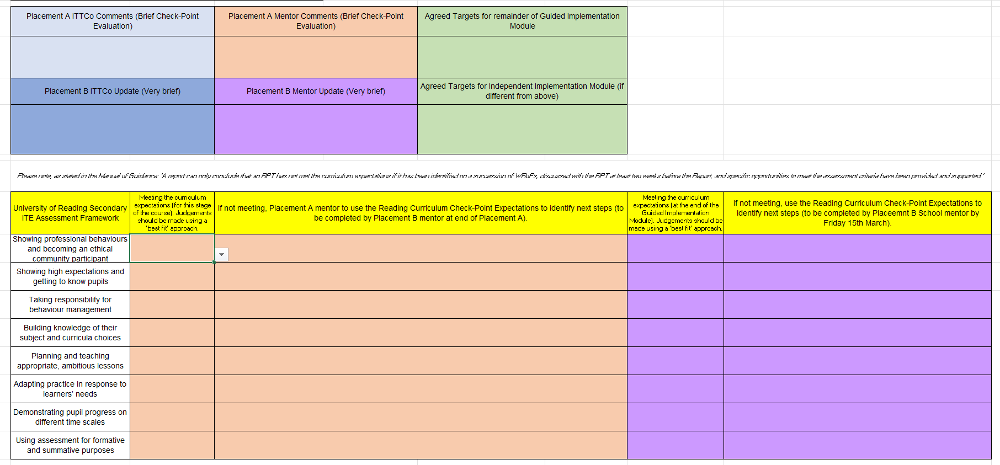 Placement A ITTCo Comments (Brief Check-Point
Evaluation)
Placement A Mentor Comments (Brief Check-Point
Evaluation)
Agreed Targets for remainder of Guided Implementation
Module
Placement B ITTCo Update (Very brief)
Placement B Mentor Update (Very brief)
Agreed Targets for Independent Implementation Module (if
different from above)
Please note, as stated in the Manual of Guidance: 'A report can only conclude that an RPT has not met the curriculum expectations if it has been identified on a succession of WRoPs, discussed with the RPT at least two weeks before the Report, and specific opportunities to meet the assessment criteria have been provided and supported.'
University of Reading Secondary
ITE Assessment Framework
Meeting the curriculum
expectations (for this stage
of the course). Judgements
should be made using a
'best fit' approach.
If not meeting, Placement A mentor to use the Reading Curriculum Check-Point Expectations to identify next steps (to
be completed by Placement B mentor at end of Placement A).
Meeting the curriculum
expectations (at the end of the
Guided Implementation
Module). Judgements should be
made using a 'best fit' approach.
If not meeting, use the Reading Curriculum Check-Point Expectations to
identify next steps (to be completed by Placeemnt B School mentor by
Friday 15th March).
Showing professional behaviours
and becoming an ethical
community participant
Showing high expectations and
getting to know pupils
Taking responsibility for
behaviour management
Building knowledge of their
subject and curricula choices
Planning and teaching
appropriate, ambitious lessons
Adapting practice in response to
learners' needs
Demonstrating pupil progress on
different time scales
Using assessment for formative
and summative purposes